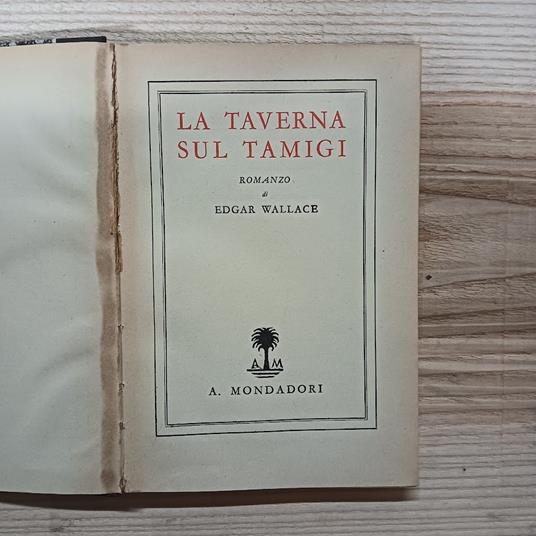 LA TAVERNA
SUL TAMIGI
ROMANZO
di
EDGAR WALLACE
A M
A. MONDADORI